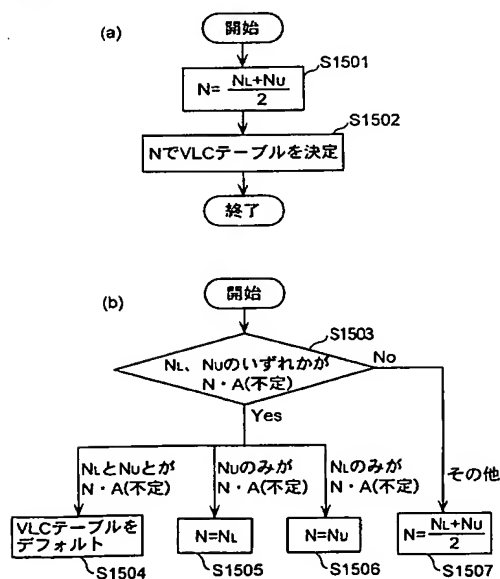 (a)
開始
S1501
N= NL+NU
2
S1502
NでVLCテーブルを決定
終了
(b)
開始
S1503
NL、NUのいずれかが
N・A(不定)
No
Yes
NLとNUとが
N・A(不定)
NUのみが
N・A(不定)
NLのみが
N・A(不定)
その他
VLCテーブルを
デフォルト
N=NL
N=NU
N= NL+NU
2
S1504
S1505
S1506
S1507